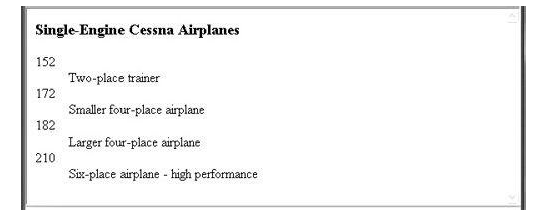 Single-Engine Cessna Airplanes
152
Two-place trainer
172
Smaller four-place airplane
182
Larger four-place airplane
210
Six-place airplane - high performance